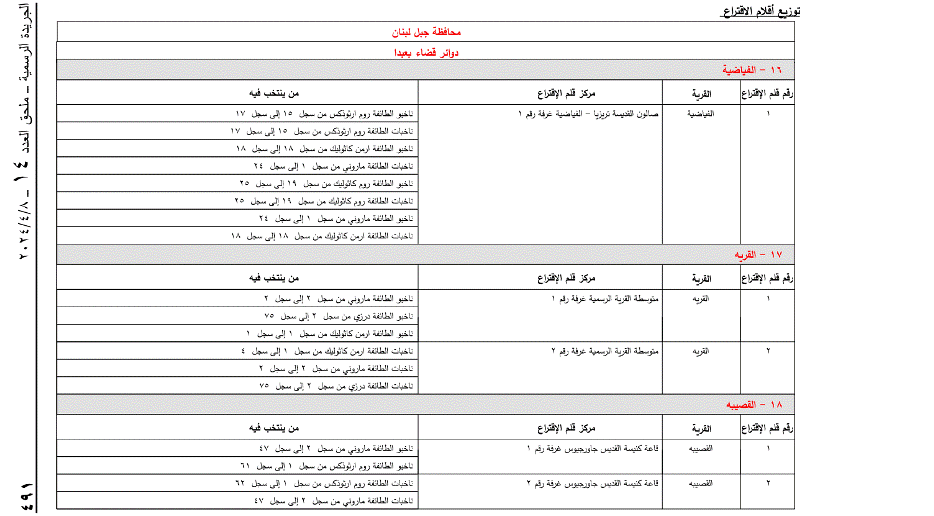 توزيع أقلام الإقتراع
محافظة جبل لبنان
دوائر قضاء بعبدا
١٦ - الفياضية
رقم قلم الإقتراع القرية مركز قلم الإقتراع من ينتخب فيه
١ الفياضية صالون القديسة تريزيا - الفياضية غرفة رقم ١ ناخبو الطائفة روم ارثوذكس من سجل ١٥ إلى سجل ١٧
ناخبات الطائفة روم ارثوذكس من سجل ١٥ إلى سجل ١٧
ناخبو الطائفة ارمن كاثوليك من سجل ١٨ إلى سجل ١٨
ناخبات الطائفة ماروني من سجل ١ إلى سجل ٢٤
ناخبو الطائفة روم كاثوليك من سجل ١٩ إلى سجل ٢٥
ناخبات الطائفة روم كاثوليك من سجل ١٩ إلى سجل ٢٥
ناخبو الطائفة ماروني من سجل ١ إلى سجل ٢٤
ناخبات الطائفة ارمن كاثوليك من سجل ١٨ إلى سجل ١٨
١٧ - القريه
رقم قلم الإقتراع القرية مركز قلم الإقتراع من ينتخب فيه
١ القريه متوسطة القرية الرسمية غرفة رقم ١ ناخبو الطائفة ماروني من سجل ٢ إلى سجل ٢
ناخبو الطائفة درزي من سجل ٢ إلى سجل ٧٥
ناخبو الطائفة ارمن كاثوليك من سجل ١ إلى سجل ١
٢ القريه متوسطة القرية الرسمية غرفة رقم ٢ ناخبات الطائفة ارمن كاثوليك من سجل ١ إلى سجل ٤
ناخبات الطائفة ماروني من سجل ٢ إلى سجل ٢
ناخبات الطائفة درزي من سجل ٢ إلى سجل ٧٥
١٨ - القصيبه
رقم قلم الإقتراع القرية مركز قلم الإقتراع من ينتخب فيه
١ القصيبه قاعة كنيسة القديس جاورجيوس غرفة رقم ١ ناخبو الطائفة ماروني من سجل ٢ إلى سجل ٤٧
ناخبو الطائفة روم ارثوذكس من سجل ١ إلى سجل ٦١
٢ القصيبه قاعة كنيسة القديس جاورجيوس غرفة رقم ٢ ناخبات الطائفة روم ارثوذكس من سجل ١ إلى سجل ٦٢
ناخبات الطائفة ماروني من سجل ٢ إلى سجل ٤٧
الجريدة الرسمية - ملحق العدد ١٤ - ٢٠٢٤/٤/٨
٤٩١